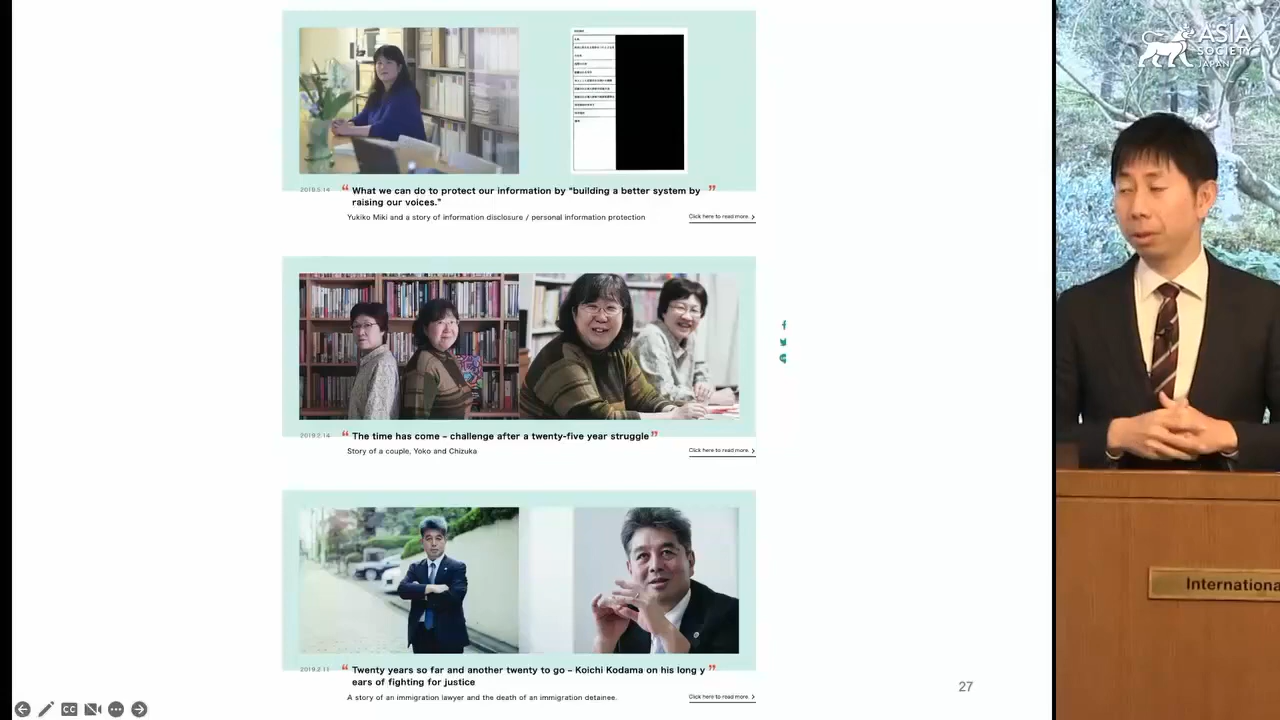 ASIA
SOCIETY
JAPAN
2019.5.14
“ What we can do to protect our information by "building a better system by ”
raising our voices."
Yukiko Miki and a story of information disclosure / personal information protection
Click here to read more.
2019.2.14
“ The time has come – challenge after a twenty-five year struggle ”
Story of a couple, Yoko and Chizuka
Click here to read more.
2019.2.11
“ Twenty years so far and another twenty to go – Koichi Kodama on his long y ”
ears of fighting for justice
A story of an immigration lawyer and the death of an immigration detainee.
Click here to read more.
27
CC
Internationa